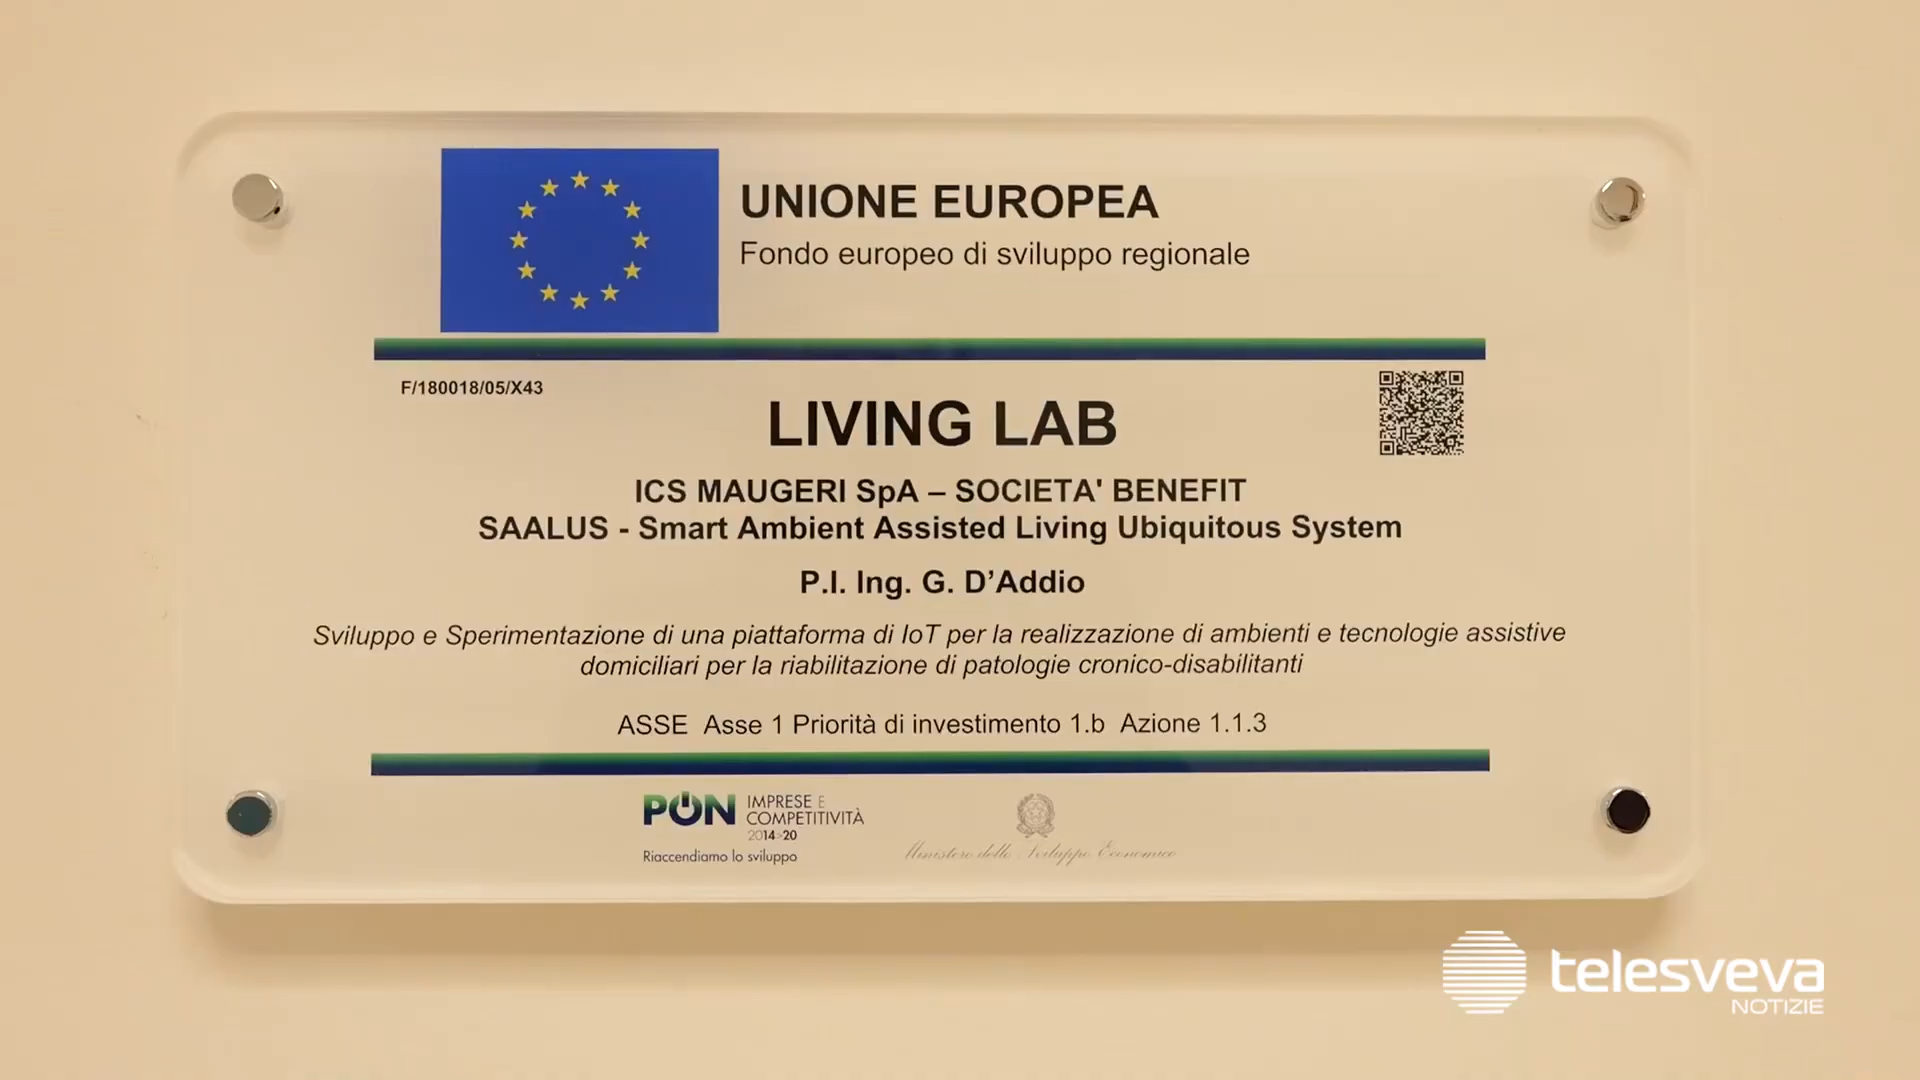 UNIONE EUROPEA
Fondo europeo di sviluppo regionale
F/180018/05/X43
LIVING LAB
ICS MAUGERI SpA – SOCIETA' BENEFIT
SAALUS - Smart Ambient Assisted Living Ubiquitous System
P.I. Ing. G. D’Addio
Sviluppo e Sperimentazione di una piattaforma di IoT per la realizzazione di ambienti e tecnologie assistive
domiciliari per la riabilitazione di patologie cronico-disabilitanti
ASSE Asse 1 Priorità di investimento 1.b Azione 1.1.3
PON IMPRESE E
COMPETITIVITÀ
2014>20
Riaccendiamo lo sviluppo
Ministero dello Sviluppo Economico
telesveva
NOTIZIE